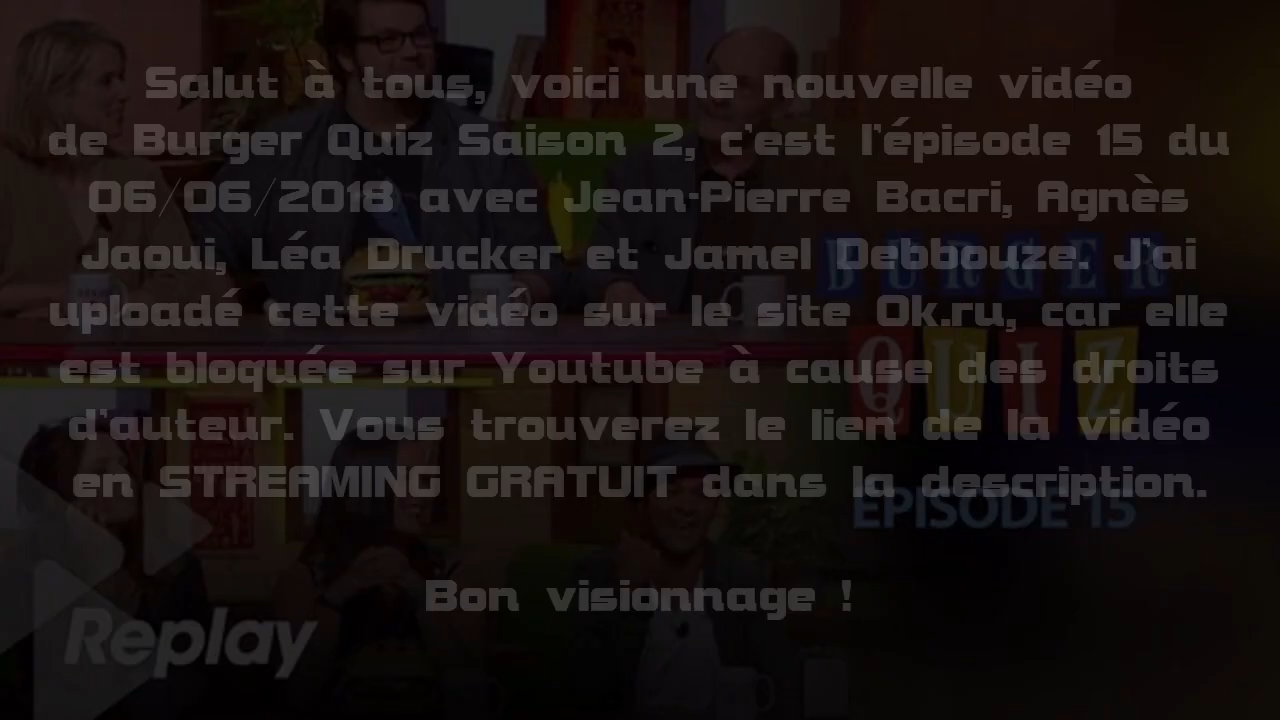 Salut à tous, voici une nouvelle vidéo
de Burger Quiz Saison 2, c'est l'épisode 15 du
06/06/2018 avec Jean-Pierre Bacri, Agnès
Jaoui, Léa Drucker et Jamel Debbouze. J'ai
uploadé cette vidéo sur le site Ok.ru, car elle
est bloquée sur Youtube à cause des droits
d'auteur. Vous trouverez le lien de la vidéo
en STREAMING GRATUIT dans la description.
Bon visionnage !
BURGER
QUIZ
EPISODE 15
Replay